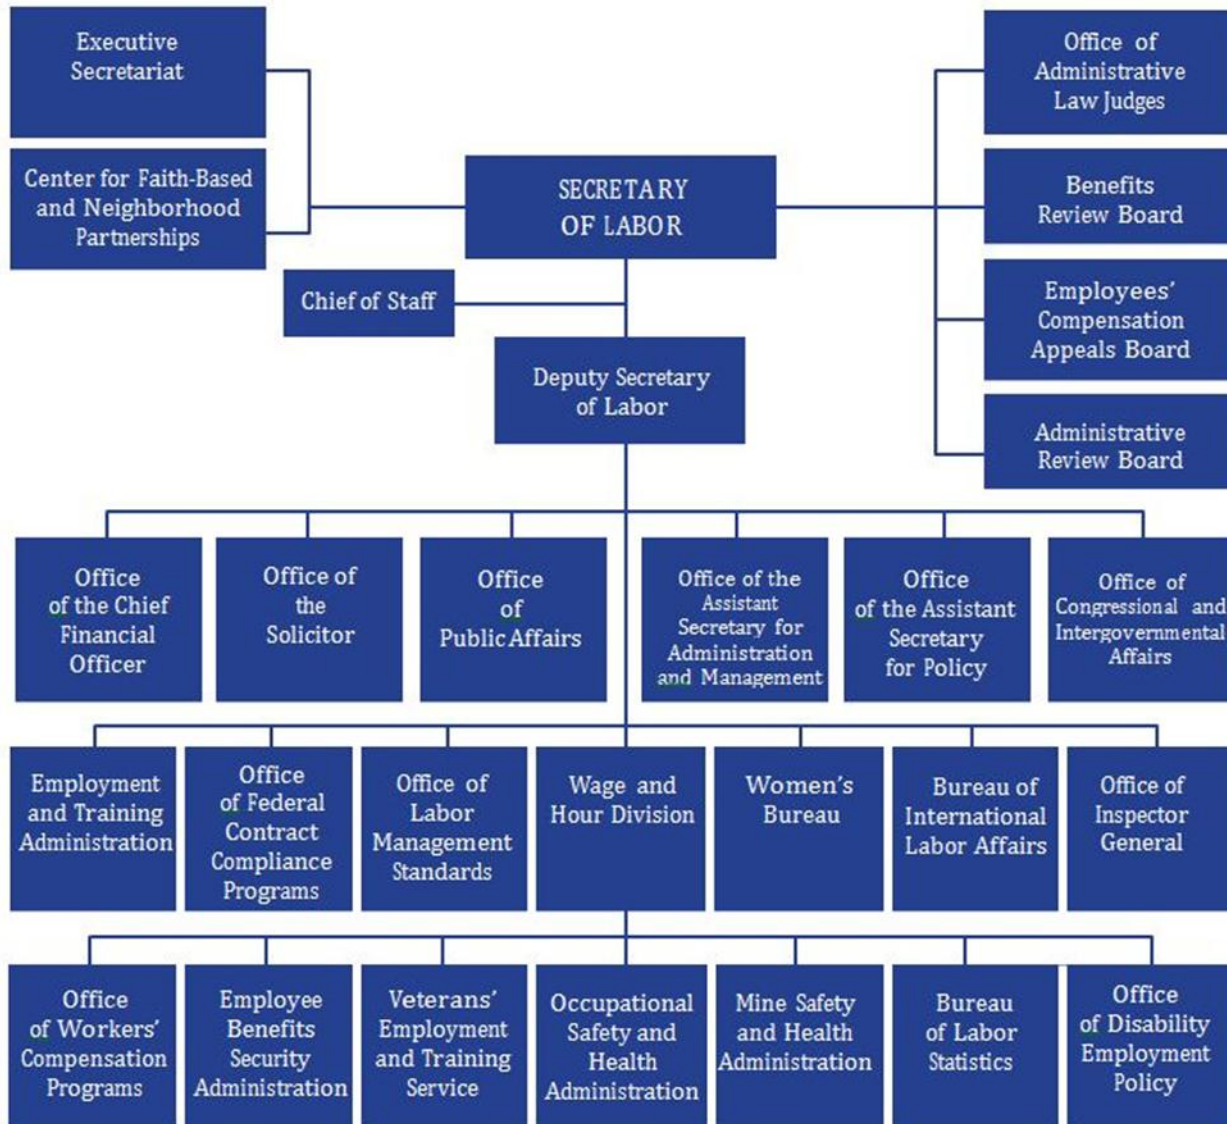 Executive
Secretariat
Center for Faith-Based
and Neighborhood
Partnerships
SECRETARY
OF LABOR
Office of
Administrative
Law Judges
Benefits
Review Board
Employees’
Compensation
Appeals Board
Administrative
Review Board
Chief of Staff
Deputy Secretary
of Labor
Office
of the Chief
Financial
Officer
Office of
the
Solicitor
Office
of
Public Affairs
Office of the
Assistant
Secretary for
Administration
and Management
Office
of the Assistant
Secretary
for Policy
Office of
Congressional and
Intergovernmental
Affairs
Employment
and Training
Administration
Office
of Federal
Contract
Compliance
Programs
Office of
Labor
Management
Standards
Wage and
Hour Division
Women’s
Bureau
Bureau of
International
Labor Affairs
Office of
Inspector
General
Office
of Workers’
Compensation
Programs
Employee
Benefits
Security
Administration
Veterans’
Employment
and Training
Service
Occupational
Safety and
Health
Administration
Mine Safety
and Health
Administration
Bureau
of Labor
Statistics
Office
of Disability
Employment
Policy